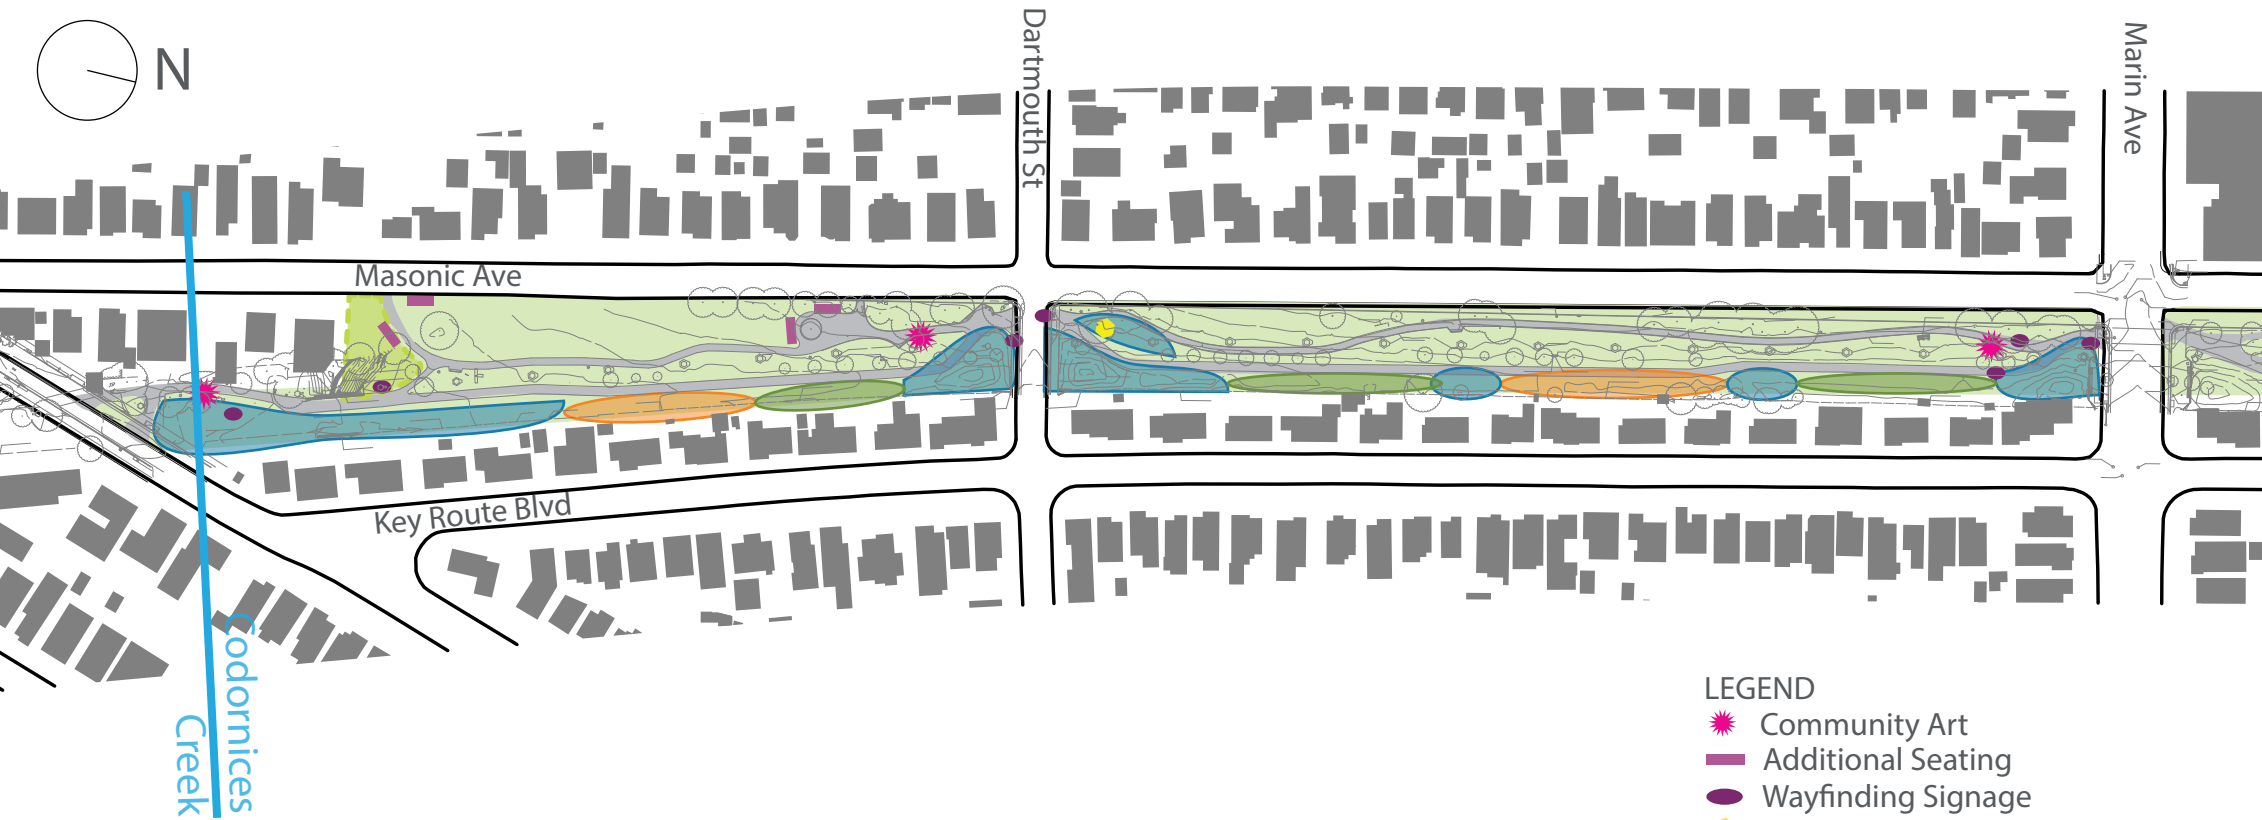 N
Dartmouth St
Marin Ave
Masonic Ave
Key Route Blvd
Codornices
Creek
LEGEND
Community Art
Additional Seating
Wayfinding Signage